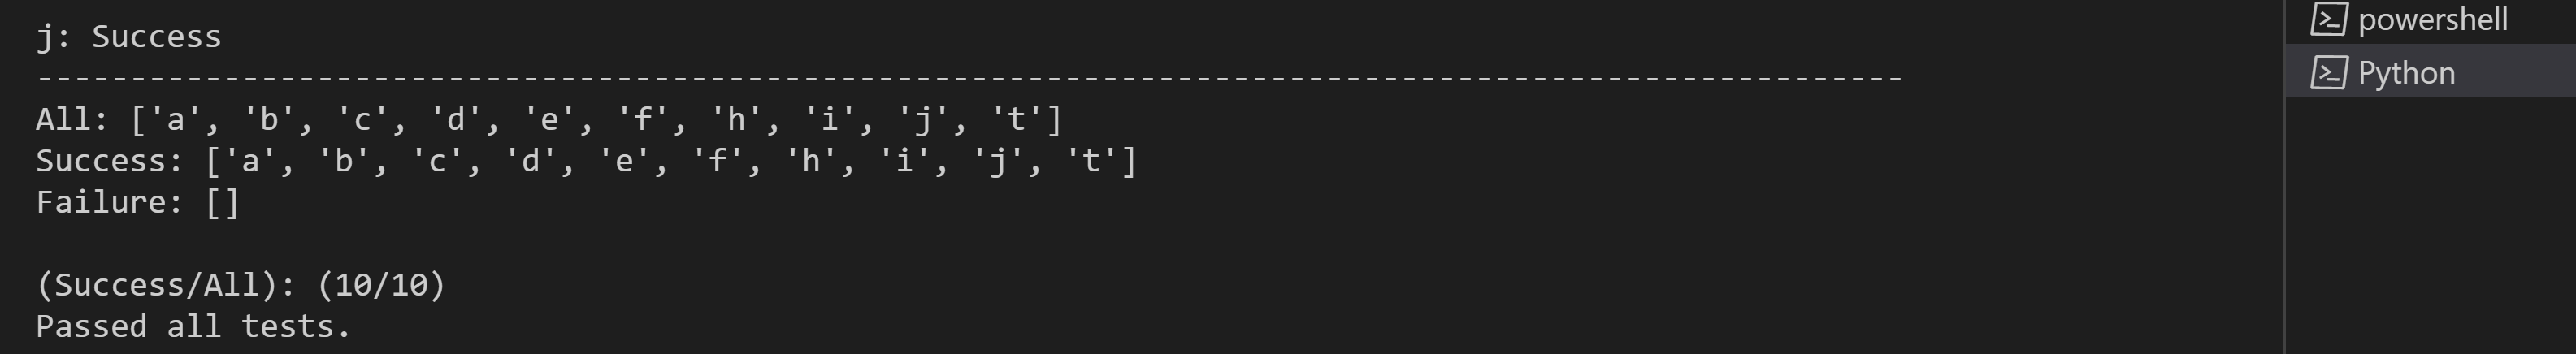 j: Success
----------------------------------------------------------------------------------------------------
All: ['a', 'b', 'c', 'd', 'e', 'f', 'h', 'i', 'j', 't']
Success: ['a', 'b', 'c', 'd', 'e', 'f', 'h', 'i', 'j', 't']
Failure: []
(Success/All): (10/10)
Passed all tests.
powershell
Python